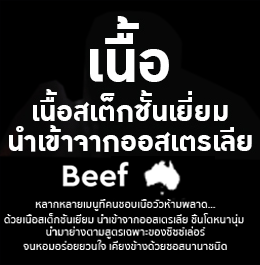 เนื้อ
เนื้อสเต็กชั้นเยี่ยม
นำเข้าจากออสเตรเลีย
Beef
หลากหลายเมนูที่คนชอบเนื้อวัวห้ามพลาด...
ด้วยเนื้อสเต็กชั้นเยี่ยม นำเข้าจากออสเตรเลีย ชิ้นโตหนานุ่ม
นำมาย่างตามสูตรเฉพาะของซิซซ์เล่อร์
จนหอมอร่อยยวนใจ เคียงข้างด้วยซอสนานาชนิด